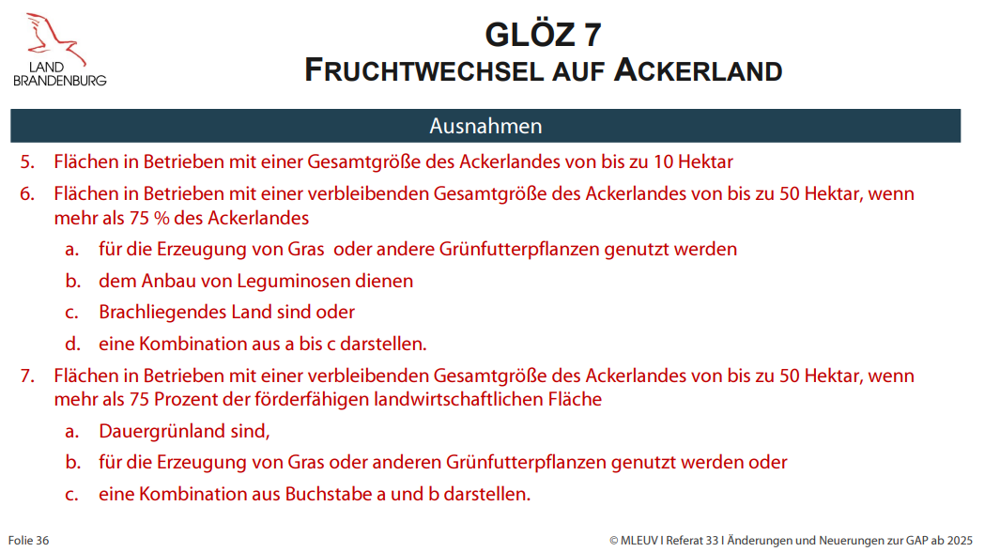 LAND
BRANDENBURG
GLÖZ 7
FRUCHTWECHSEL AUF ACKERLAND
Ausnahmen
5. Flächen in Betrieben mit einer Gesamtgröße des Ackerlandes von bis zu 10 Hektar
6. Flächen in Betrieben mit einer verbleibenden Gesamtgröße des Ackerlandes von bis zu 50 Hektar, wenn
mehr als 75 % des Ackerlandes
a. für die Erzeugung von Gras oder andere Grünfutterpflanzen genutzt werden
b. dem Anbau von Leguminosen dienen
c. Brachliegendes Land sind oder
d. eine Kombination aus a bis c darstellen.
7. Flächen in Betrieben mit einer verbleibenden Gesamtgröße des Ackerlandes von bis zu 50 Hektar, wenn
mehr als 75 Prozent der förderfähigen landwirtschaftlichen Fläche
a. Dauergrünland sind,
b. für die Erzeugung von Gras oder anderen Grünfutterpflanzen genutzt werden oder
c. eine Kombination aus Buchstabe a und b darstellen.
Folie 36
© MLEUV I Referat 33 I Änderungen und Neuerungen zur GAP ab 2025